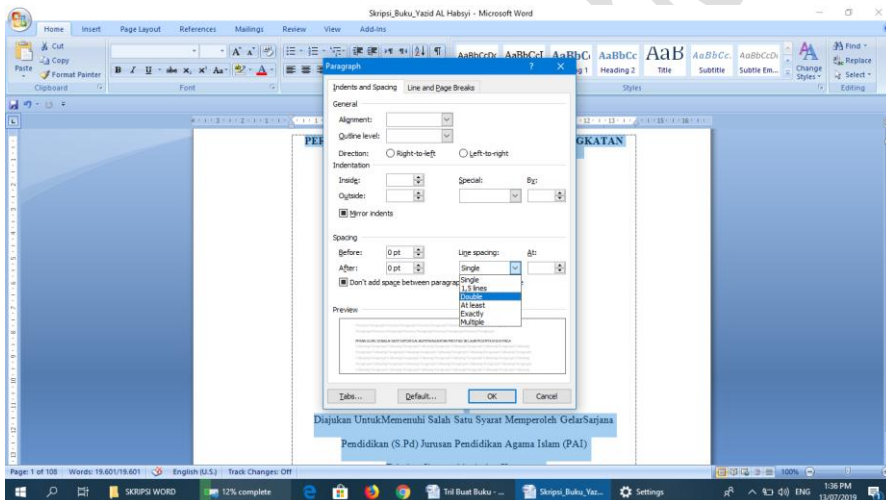 Skripsi_Buku_Yazid AL Habsyi - Microsoft Word
Home Insert Page Layout References Mailings Review View Add-Ins
Cut
Copy
Format Painter
Paste
Clipboard
Font
AaBbCcDc AaBbCcI AaBbCc AaBbCc AaB AaBbCc. AaBbCcDi
Heading 2 Title Subtitle Subtle Em...
Change Styles
Styles
Find
Replace
Select
Editing
Paragraph
Indents and Spacing Line and Page Breaks
General
Alignment:
Outline level:
Direction: Right-to-left Left-to-right
Indentation
Inside: Special: By:
Outside:
Mirror indents
Spacing
Before: 0 pt Line spacing: At:
After: 0 pt Single
Don't add space between paragrap
Single
1,5 lines
Double
At least
Exactly
Multiple
Preview
Tabs... Default... OK Cancel
GKATAN
Diajukan UntukMemenuhi Salah Satu Syarat Memperoleh GelarSarjana
Pendidikan (S.Pd) Jurusan Pendidikan Agama Islam (PAI)
Page: 1 of 108 Words: 19.601/19.601 English (U.S.) Track Changes: Off 100%
SKRIPSI WORD 12% complete Tril Buat Buku - ... Skripsi_Buku_Yaz... Settings ENG 1:36 PM
13/07/2019